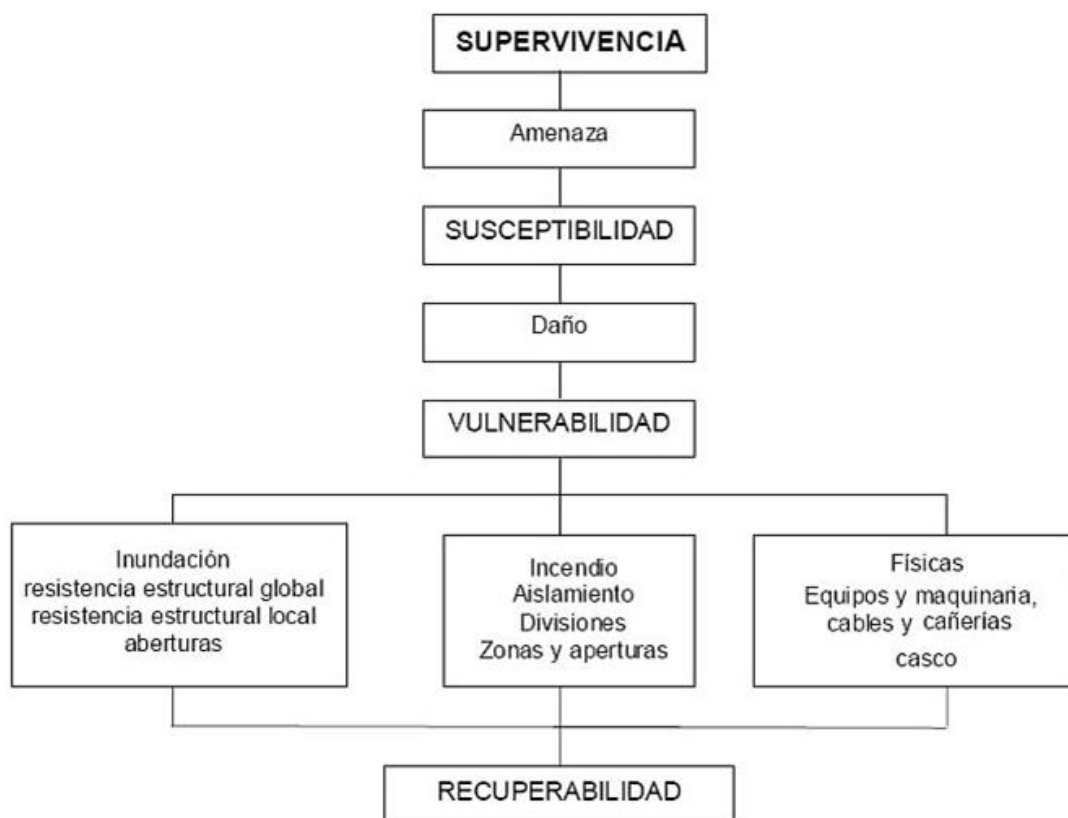 SUPERVIVENCIA
Amenaza
SUSCEPTIBILIDAD
Daño
VULNERABILIDAD
Inundación
resistencia estructural global
resistencia estructural local
aberturas
Incendio
Aislamiento
Divisiones
Zonas y aperturas
Físicas
Equipos y maquinaria,
cables y cañerías
casco
RECUPERABILIDAD